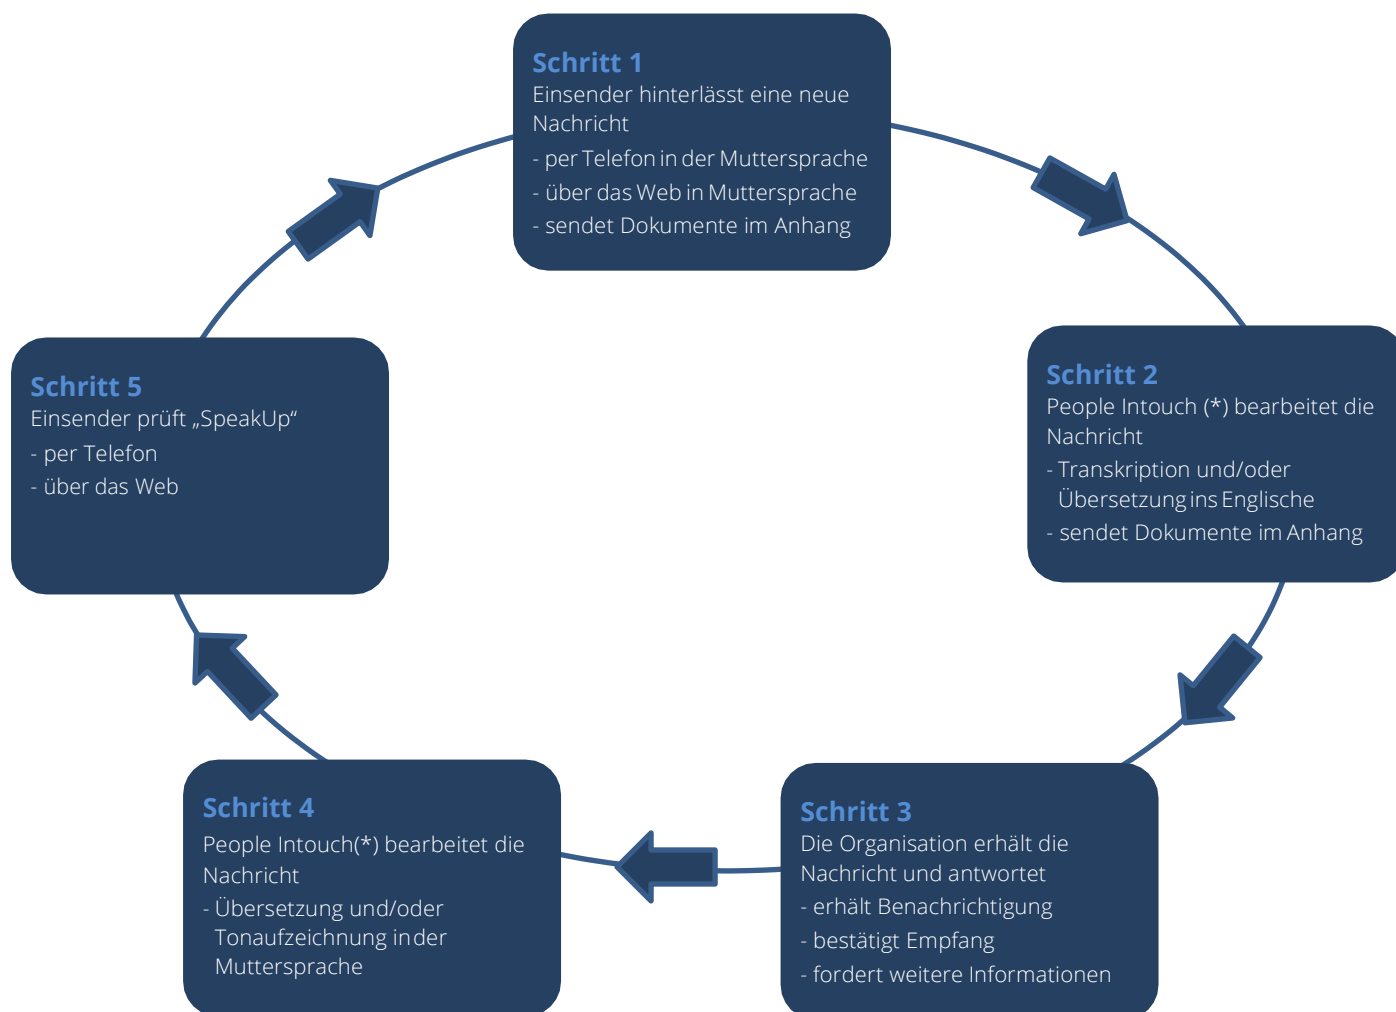 Schritt 1
Einsender hinterlässt eine neue
Nachricht
- per Telefon in der Muttersprache
- über das Web in Muttersprache
- sendet Dokumente im Anhang
Schritt 2
People Intouch (*) bearbeitet die
Nachricht
- Transkription und/oder
Übersetzung ins Englische
- sendet Dokumente im Anhang
Schritt 3
Die Organisation erhält die
Nachricht und antwortet
- erhält Benachrichtigung
- bestätigt Empfang
- fordert weitere Informationen
Schritt 4
People Intouch(*) bearbeitet die
Nachricht
- Übersetzung und/oder
Tonaufzeichnung in der
Muttersprache
Schritt 5
Einsender prüft „SpeakUp“
- per Telefon
- über das Web